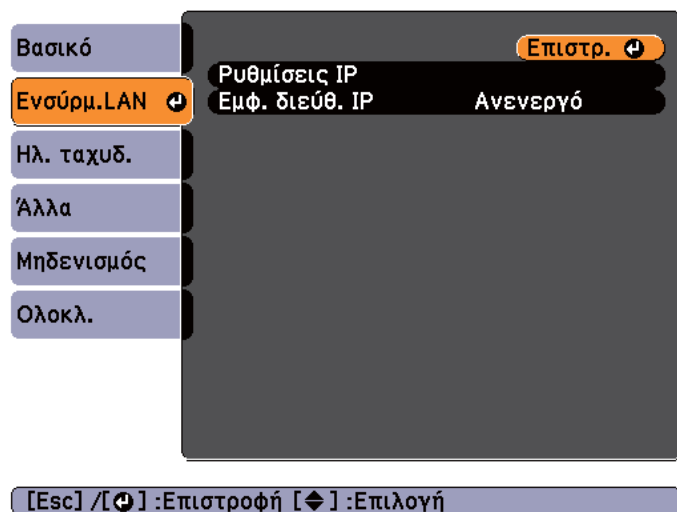 Βασικό
Ενσύρμ.LAN
Ηλ. ταχυδ.
Άλλα
Μηδενισμός
Ολοκλ.
Επιστρ.
Ρυθμίσεις IP
Εμφ. διεύθ. IP Ανενεργό
[Esc] /[⏎] :Επιστροφή [◆] :Επιλογή